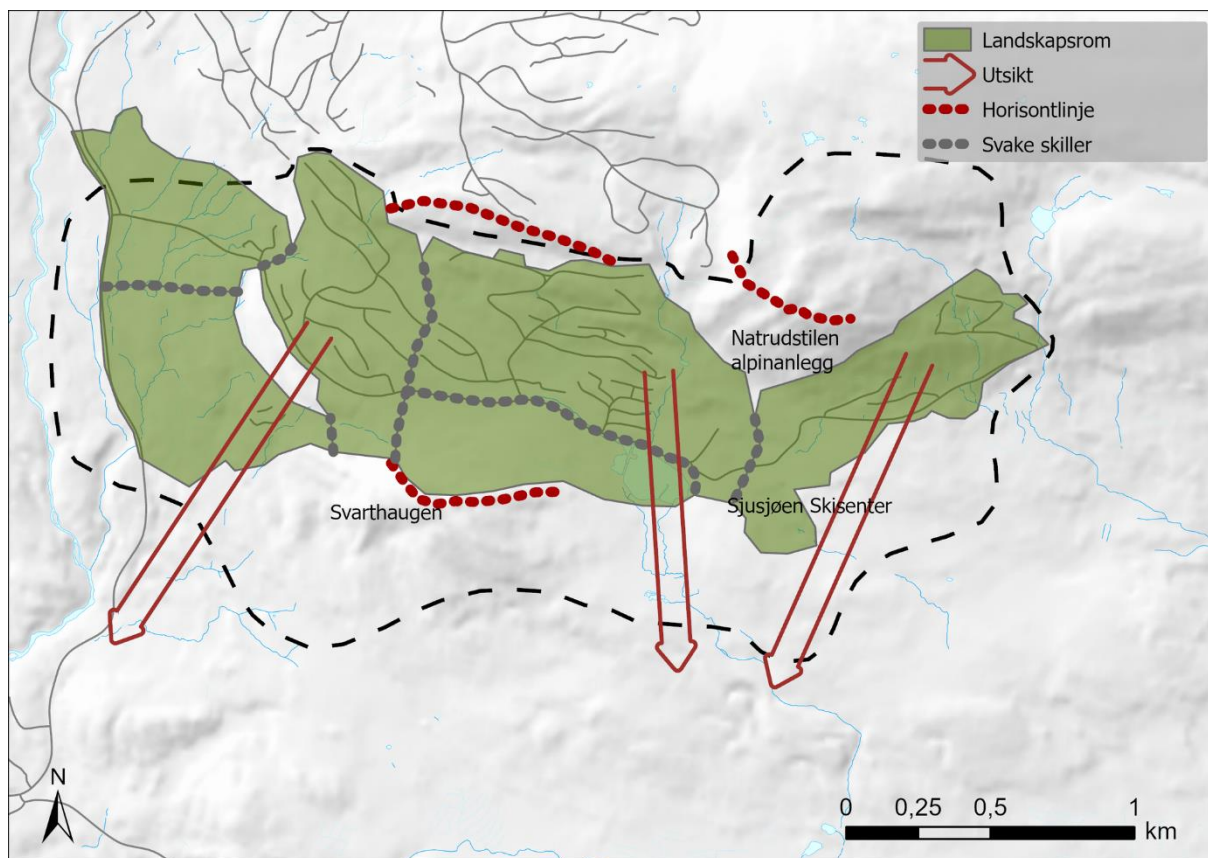 Landskapsrom
Utsikt
Horisontlinje
Svake skiller
Natrudstilen
alpinanlegg
Svarthaugen
Sjusjøen Skisenter
N
0 0,25 0,5 1
km